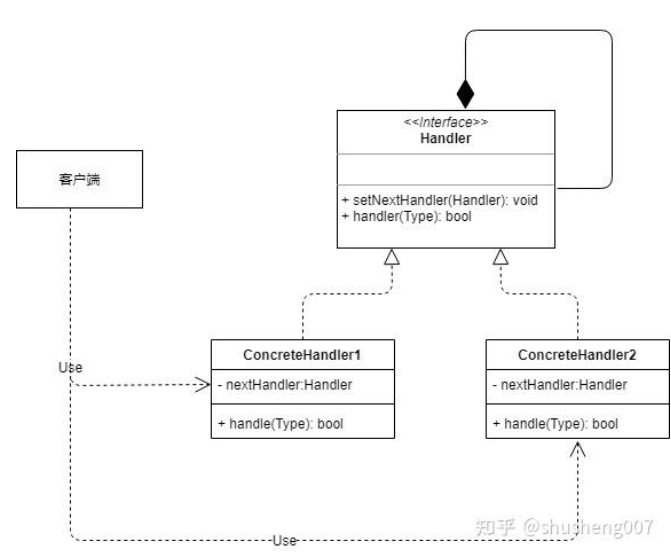 <<Interface>>
Handler
客户端
+ setNextHandler(Handler): void
+ handler(Type): bool
ConcreteHandler1
- nextHandler:Handler
+ handle(Type): bool
ConcreteHandler2
- nextHandler:Handler
+ handle(Type): bool
Use
Use
知乎 @shusheng007